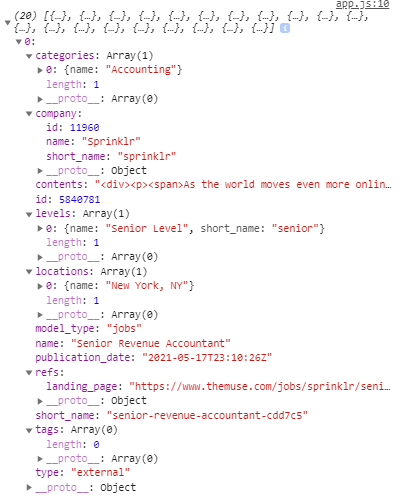 app.js:10
(20) [{…}, {…}, {…}, {…}, {…}, {…}, {…}, {…}, {…}, {…}, {…},
{…}, {…}, {…}, {…}, {…}, {…}, {…}, {…}, {…}] i
0:
categories: Array(1)
0: {name: "Accounting"}
length: 1
__proto__: Array(0)
company:
id: 11960
name: "Sprinklr"
short_name: "sprinklr"
__proto__: Object
contents: "<div><p><span>As the world moves even more onlin…
id: 5840781
levels: Array(1)
0: {name: "Senior Level", short_name: "senior"}
length: 1
__proto__: Array(0)
locations: Array(1)
0: {name: "New York, NY"}
length: 1
__proto__: Array(0)
model_type: "jobs"
name: "Senior Revenue Accountant"
publication_date: "2021-05-17T23:10:26Z"
refs:
landing_page: "https://www.themuse.com/jobs/sprinklr/seni…
__proto__: Object
short_name: "senior-revenue-accountant-cdd7c5"
tags: Array(0)
length: 0
__proto__: Array(0)
type: "external"
__proto__: Object